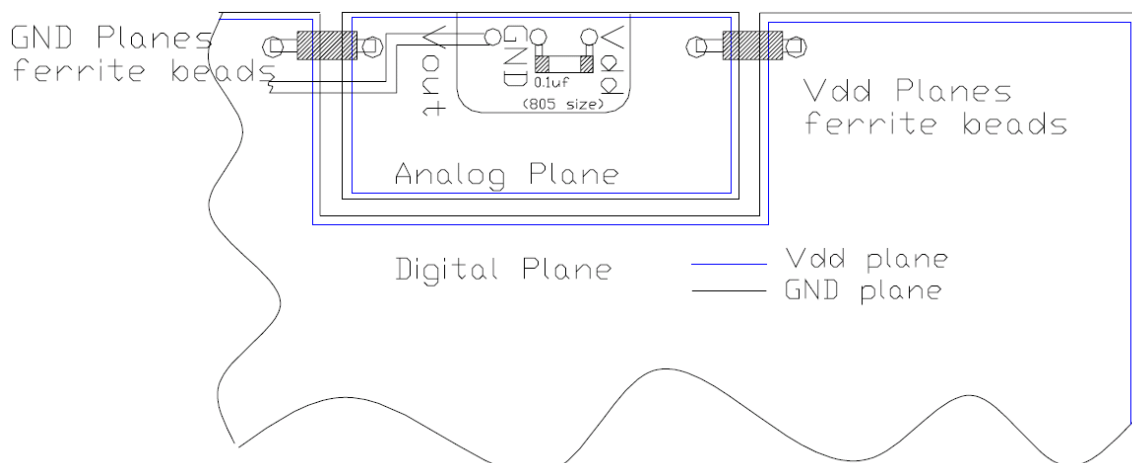 GND Planes
ferrite beads
Vout
GND
Vdd
0.1uf
(805 size)
Vdd Planes
ferrite beads
Analog Plane
Digital Plane
Vdd plane
GND plane